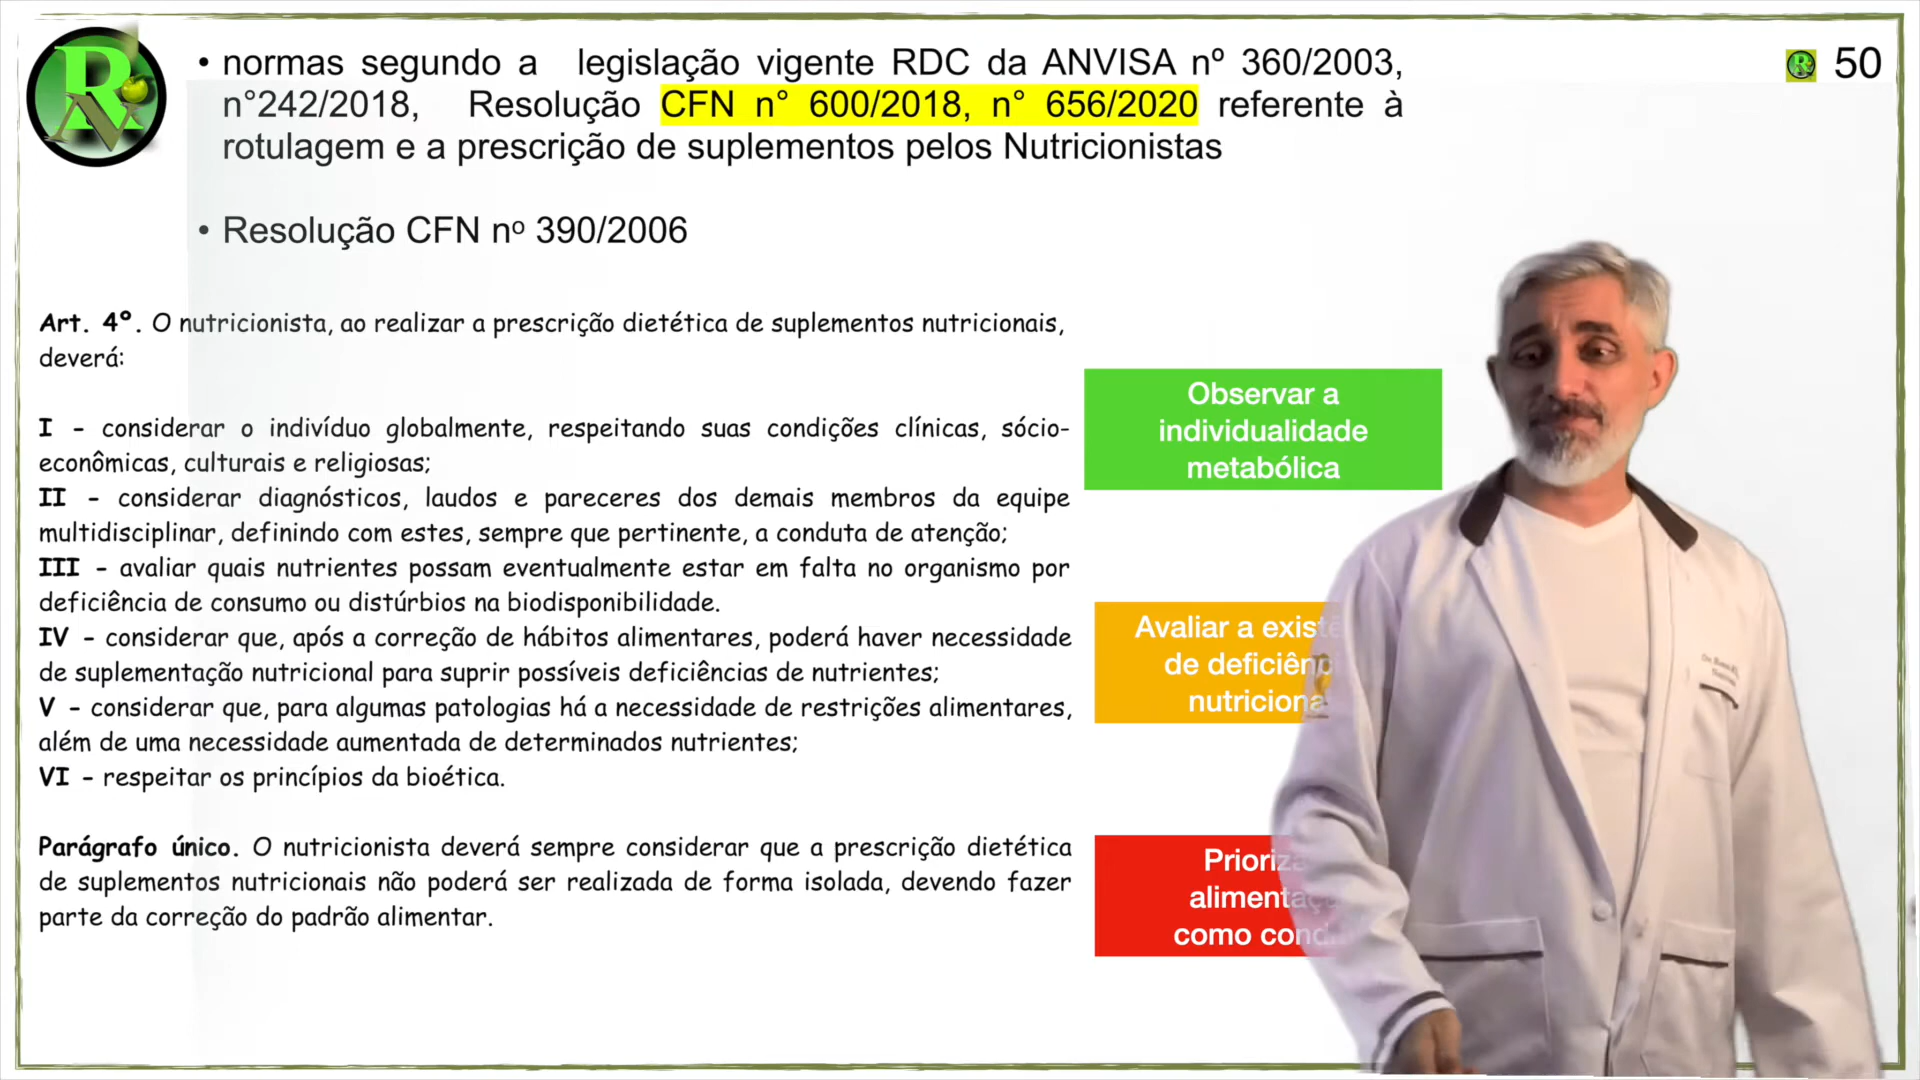 • normas segundo a legislação vigente RDC da ANVISA nº 360/2003,
n°242/2018, Resolução CFN n° 600/2018, n° 656/2020 referente à
rotulagem e a prescrição de suplementos pelos Nutricionistas
50
• Resolução CFN nº 390/2006
Art. 4º. O nutricionista, ao realizar a prescrição dietética de suplementos nutricionais,
deverá:
I - considerar o indivíduo globalmente, respeitando suas condições clínicas, sócio-
econômicas, culturais e religiosas;
II - considerar diagnósticos, laudos e pareceres dos demais membros da equipe
multidisciplinar, definindo com estes, sempre que pertinente, a conduta de atenção;
III - avaliar quais nutrientes possam eventualmente estar em falta no organismo por
deficiência de consumo ou distúrbios na biodisponibilidade.
IV - considerar que, após a correção de hábitos alimentares, poderá haver necessidade
de suplementação nutricional para suprir possíveis deficiências de nutrientes;
V - considerar que, para algumas patologias há a necessidade de restrições alimentares,
além de uma necessidade aumentada de determinados nutrientes;
VI - respeitar os princípios da bioética.
Parágrafo único. O nutricionista deverá sempre considerar que a prescrição dietética
de suplementos nutricionais não poderá ser realizada de forma isolada, devendo fazer
parte da correção do padrão alimentar.
Observar a
individualidade
metabólica
Avaliar a
de
como